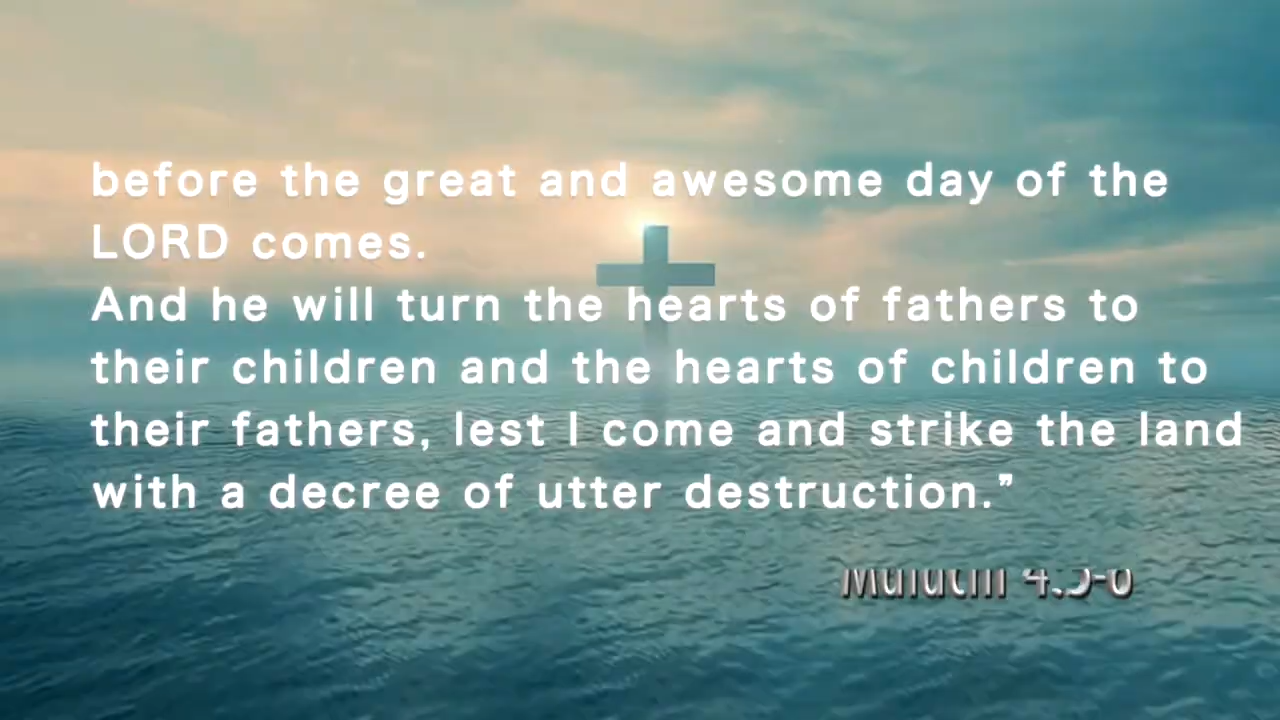 before the great and awesome day of the
LORD comes.
And he will turn the hearts of fathers to
their children and the hearts of children to
their fathers, lest I come and strike the land
with a decree of utter destruction.”
Malachi 4:5-6